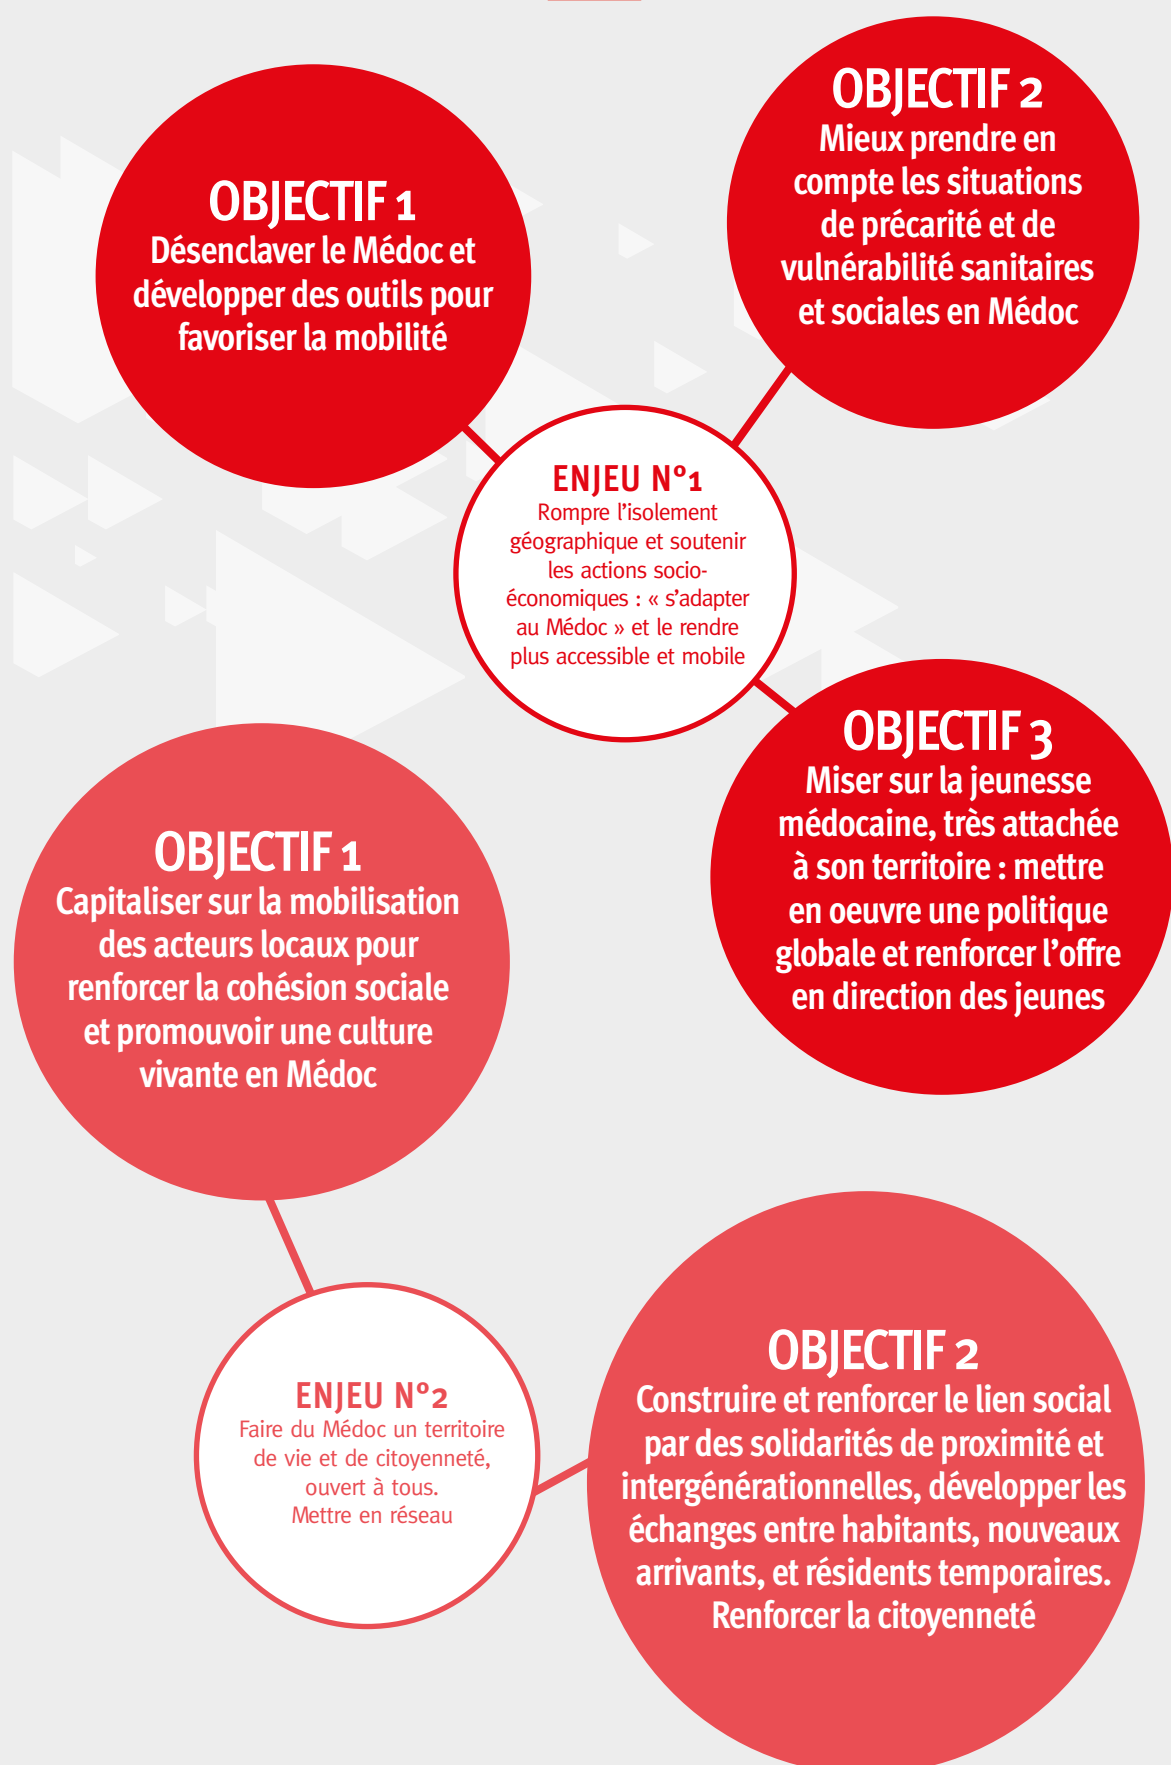 OBJECTIF 1
Désenclaver le Médoc et
développer des outils pour
favoriser la mobilité
OBJECTIF 2
Mieux prendre en
compte les situations
de précarité et de
vulnérabilité sanitaires
et sociales en Médoc
ENJEU N°1
Rompre l’isolement
géographique et soutenir
les actions socio-
économiques : « s’adapter
au Médoc » et le rendre
plus accessible et mobile
OBJECTIF 3
Miser sur la jeunesse
médocaine, très attachée
à son territoire : mettre
en oeuvre une politique
globale et renforcer l’offre
en direction des jeunes
OBJECTIF 1
Capitaliser sur la mobilisation
des acteurs locaux pour
renforcer la cohésion sociale
et promouvoir une culture
vivante en Médoc
ENJEU N°2
Faire du Médoc un territoire
de vie et de citoyenneté,
ouvert à tous.
Mettre en réseau
OBJECTIF 2
Construire et renforcer le lien social
par des solidarités de proximité et
intergénérationnelles, développer les
échanges entre habitants, nouveaux
arrivants, et résidents temporaires.
Renforcer la citoyenneté